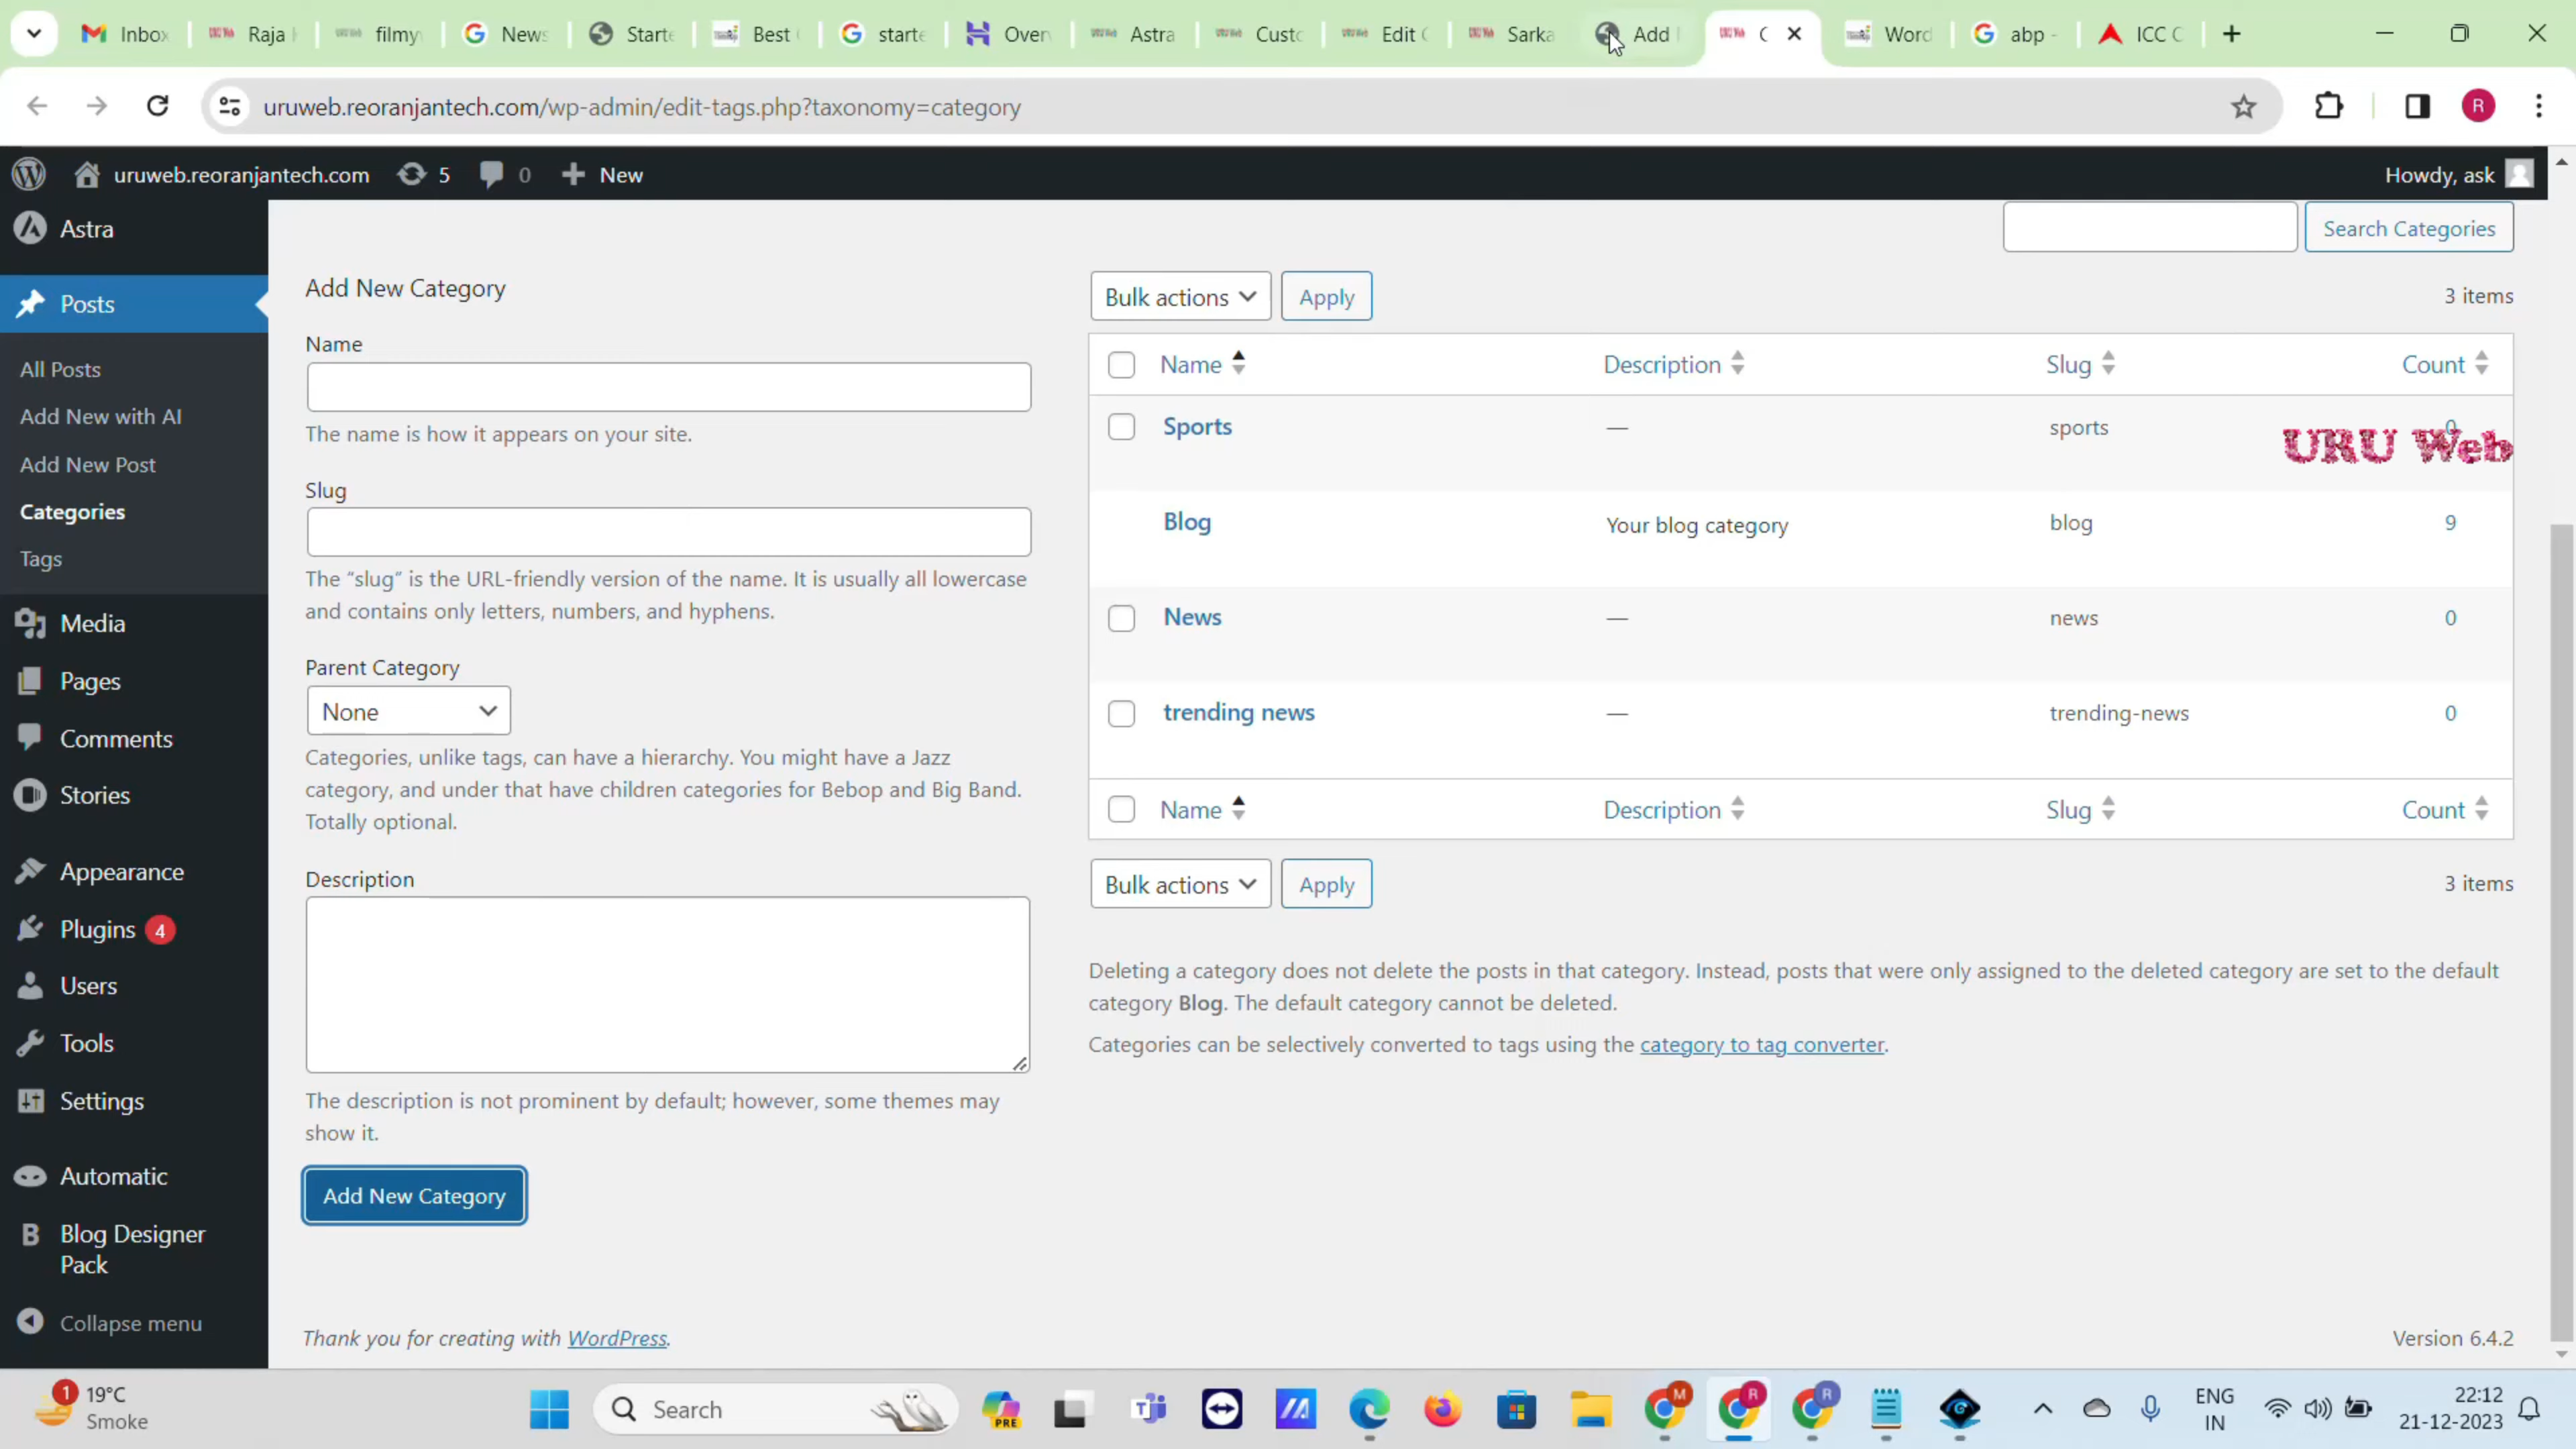 Inbox
Raja
filmy
News
Starte
Best
starte
Over
Astra
Custo
Edit
Sarka
Add
Word
abp -
ICC
uruweb.reoranjantech.com/wp-admin/edit-tags.php?taxonomy=category
R
uruweb.reoranjantech.com 5 0 + New
Howdy, ask
Astra
Posts
All Posts
Add New with AI
Add New Post
Categories
Tags
Media
Pages
Comments
Stories
Appearance
Plugins 4
Users
Tools
Settings
Automatic
Blog Designer
Pack
Collapse menu
Search Categories
Add New Category
Name
The name is how it appears on your site.
Slug
The “slug” is the URL-friendly version of the name. It is usually all lowercase
and contains only letters, numbers, and hyphens.
Parent Category
None
Categories, unlike tags, can have a hierarchy. You might have a Jazz
category, and under that have children categories for Bebop and Big Band.
Totally optional.
Description
The description is not prominent by default; however, some themes may
show it.
Add New Category
Bulk actions Apply 3 items
Name Description Slug Count
Sports — sports 0
URU Web
Blog Your blog category blog 9
News — news 0
trending news — trending-news 0
Name Description Slug Count
Bulk actions Apply 3 items
Deleting a category does not delete the posts in that category. Instead, posts that were only assigned to the deleted category are set to the default
category Blog. The default category cannot be deleted.
Categories can be selectively converted to tags using the category to tag converter.
Thank you for creating with WordPress.
Version 6.4.2
1 19°C
Smoke
Search
PRE
M
R
R
ENG
IN
22:12
21-12-2023